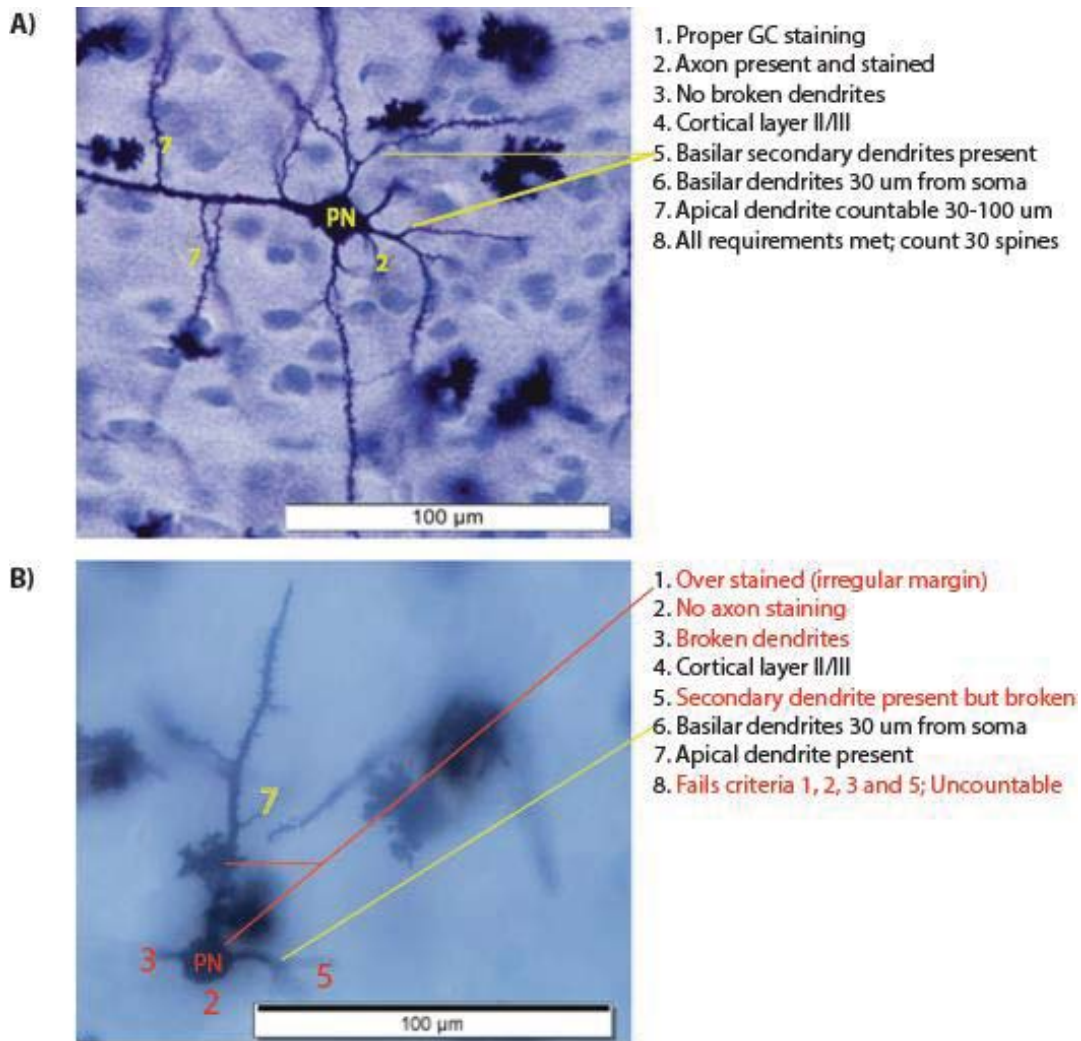 A)
1. Proper GC staining
2. Axon present and stained
3. No broken dendrites
4. Cortical layer II/III
5. Basilar secondary dendrites present
6. Basilar dendrites 30 um from soma
7. Apical dendrite countable 30-100 um
8. All requirements met; count 30 spines
7
PN
7
2
100 µm
B)
1. Over stained (irregular margin)
2. No axon staining
3. Broken dendrites
4. Cortical layer II/III
5. Secondary dendrite present but broken
6. Basilar dendrites 30 um from soma
7. Apical dendrite present
8. Fails criteria 1, 2, 3 and 5; Uncountable
7
3
PN
5
2
100 µm